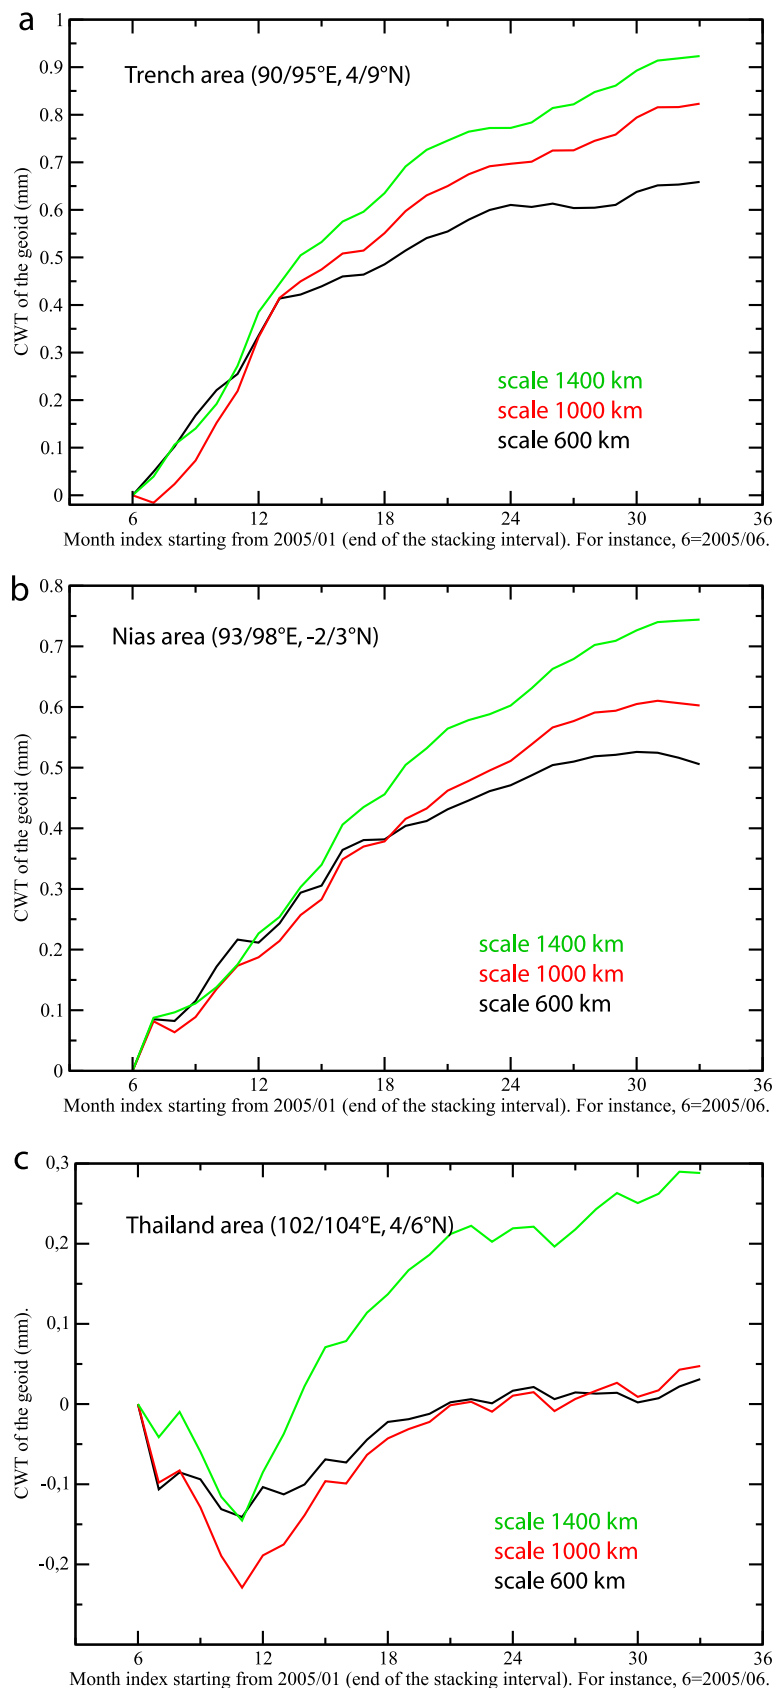 a
1
0.9
0.8
0.7
0.6
0.5
0.4
0.3
0.2
0.1
0
CWT of the geoid (mm)
Trench area (90/95°E, 4/9°N)
scale 1400 km
scale 1000 km
scale 600 km
6 12 18 24 30 36
Month index starting from 2005/01 (end of the stacking interval). For instance, 6=2005/06.
b
0.8
0.7
0.6
0.5
0.4
0.3
0.2
0.1
0
CWT of the geoid (mm)
Nias area (93/98°E, -2/3°N)
scale 1400 km
scale 1000 km
scale 600 km
6 12 18 24 30 36
Month index starting from 2005/01 (end of the stacking interval). For instance, 6=2005/06.
c
0,3
0,2
0,1
0
-0,1
-0,2
CWT of the geoid (mm).
Thailand area (102/104°E, 4/6°N)
scale 1400 km
scale 1000 km
scale 600 km
6 12 18 24 30 36
Month index starting from 2005/01 (end of the stacking interval). For instance, 6=2005/06.